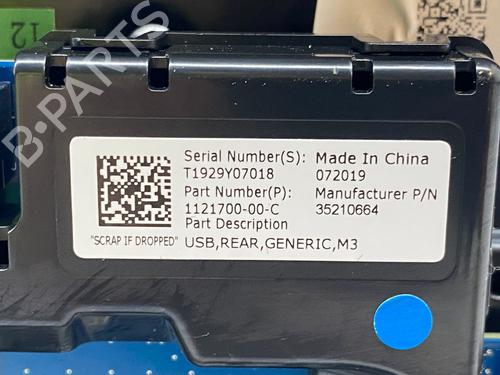 12
B-PARTS
Serial Number(S): Made In China
T1929Y07018 072019
Part Number(P): Manufacturer P/N
1121700-00-C 35210664
Part Description
"SCRAP IF DROPPED" USB,REAR,GENERIC,M3